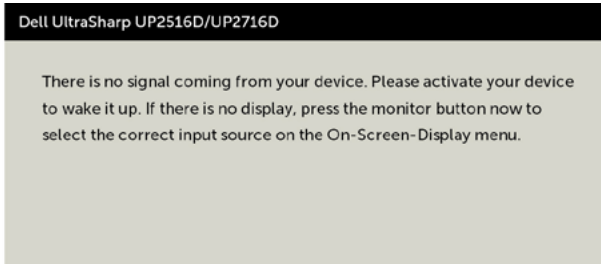 Dell UltraSharp UP2516D/UP2716D
There is no signal coming from your device. Please activate your device
to wake it up. If there is no display, press the monitor button now to
select the correct input source on the On-Screen-Display menu.